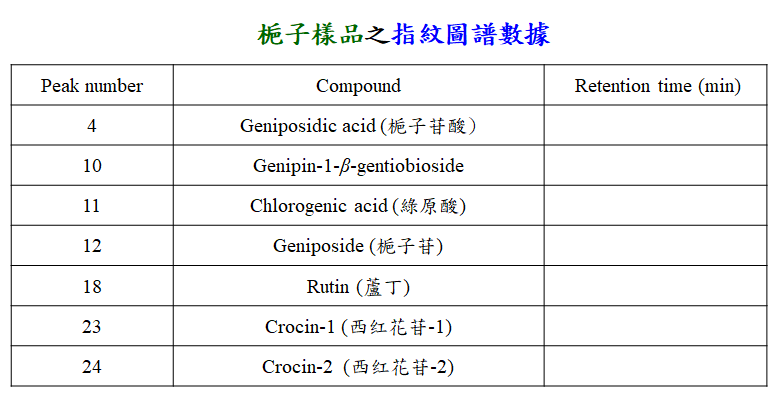 梔子樣品之指紋圖譜數據
Peak number Compound Retention time (min)
4 Geniposidic acid (梔子苷酸）
10 Genipin-1-β-gentiobioside
11 Chlorogenic acid (綠原酸)
12 Geniposide (梔子苷)
18 Rutin (蘆丁)
23 Crocin-1 (西红花苷-1)
24 Crocin-2 (西红花苷-2)